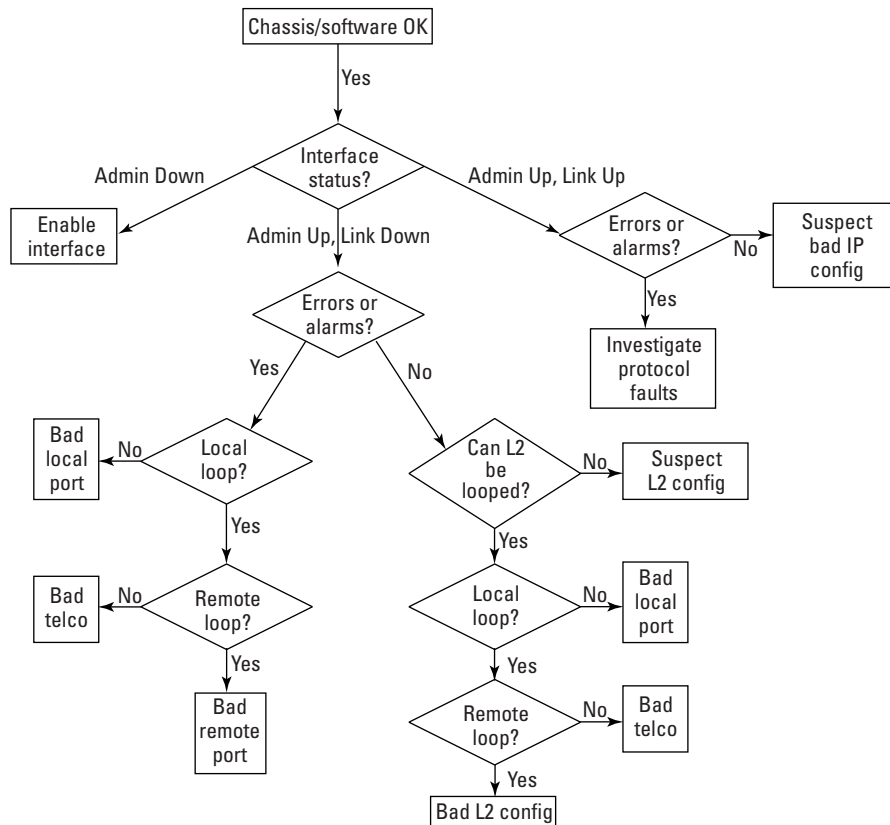 Chassis/software OK
Yes
Interface
status?
Admin Down
Admin Up, Link Up
Enable
interface
Admin Up, Link Down
Errors or
alarms?
No
Suspect
bad IP
config
Yes
Investigate
protocol
faults
Errors or
alarms?
Yes
No
Bad
local
port
No
Local
loop?
Can L2
be
looped?
No
Suspect
L2 config
Yes
Yes
Bad
telco
No
Remote
loop?
Local
loop?
No
Bad
local
port
Yes
Yes
Bad
remote
port
Remote
loop?
No
Bad
telco
Yes
Bad L2 config